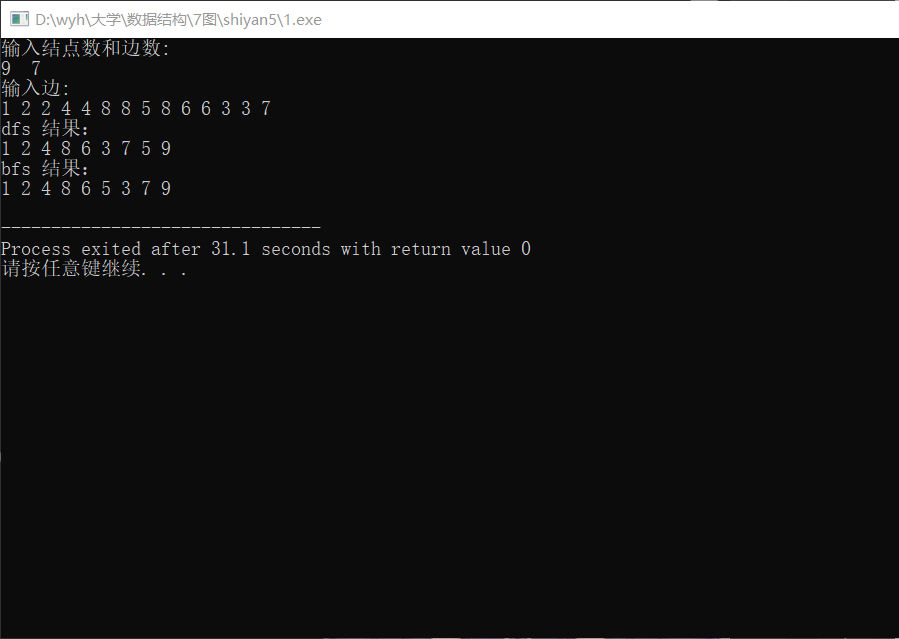 D:\wyh\大学\数据结构\7图\shiyan5\1.exe
输入结点数和边数:
9  7
输入边:
1 2 2 4 4 8 8 5 8 6 6 3 3 7
dfs 结果：
1 2 4 8 6 3 7 5 9
bfs 结果：
1 2 4 8 6 5 3 7 9
--------------------------------
Process exited after 31.1 seconds with return value 0
请按任意键继续. . .